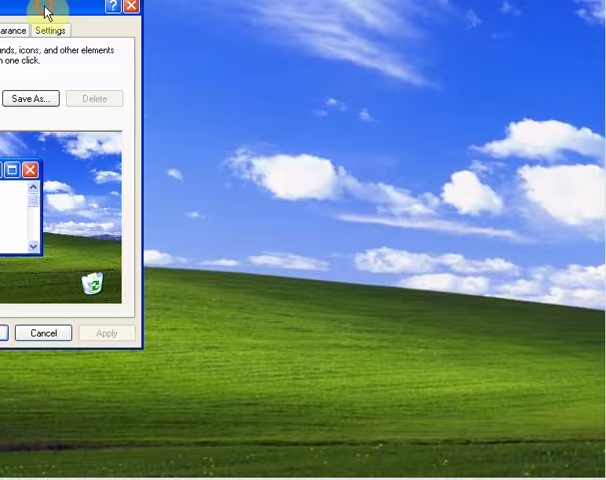 arance Settings
nds, icons, and other elements
n one click.
Save As... Delete
Cancel Apply